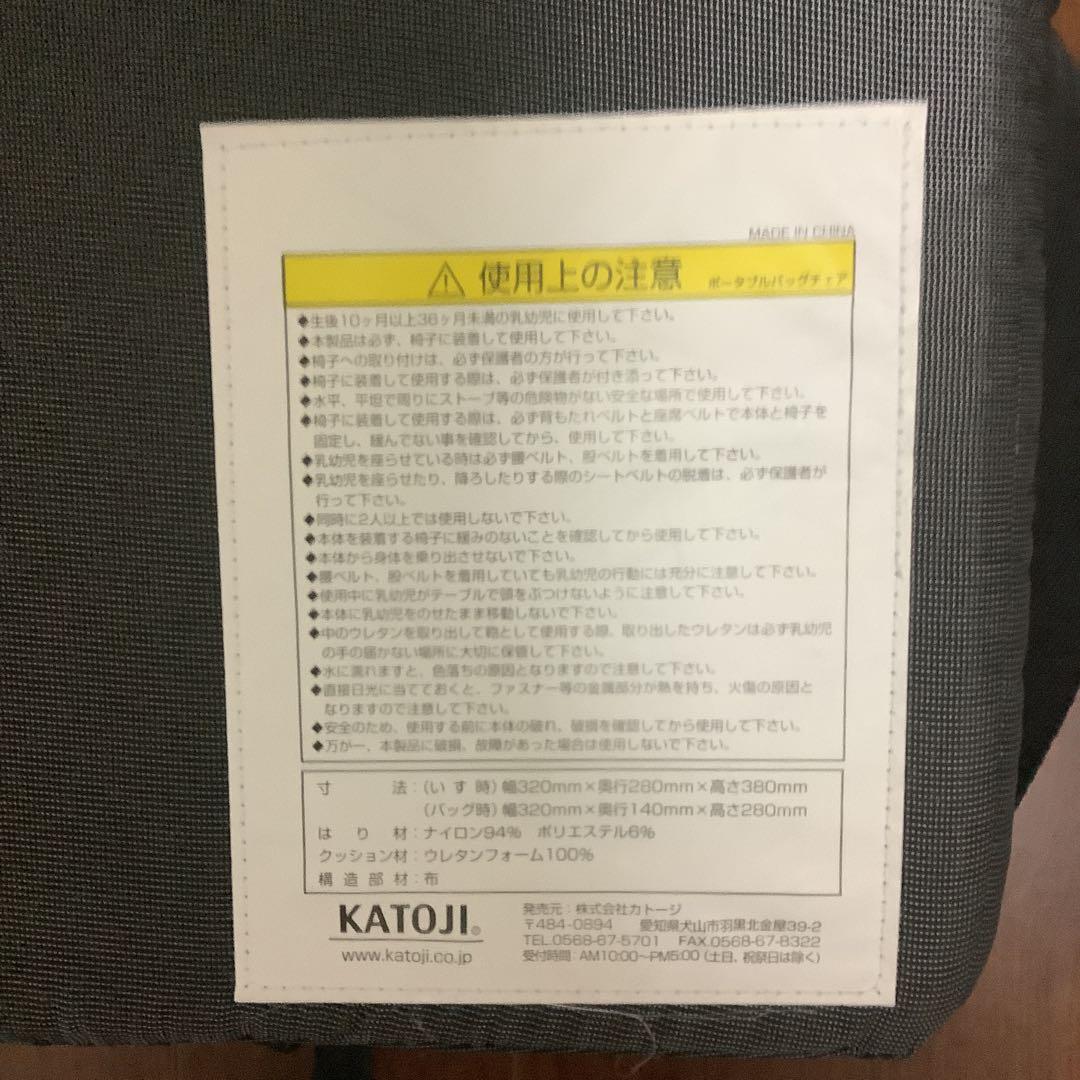 MADE IN CHINA
⚠ 使用上の注意 ポータブルバッグチェア
◆生後10ヶ月以上36ヶ月未満の乳幼児に使用して下さい。
◆本製品は必ず、椅子に装着して使用して下さい。
◆椅子への取り付けは、必ず保護者の方が行って下さい。
◆椅子に装着して使用する際は、必ず保護者が付き添って下さい。
◆水平、平坦で周りにストーブ等の危険物がない安全な場所で使用して下さい。
◆椅子に装着して使用する際は、必ず背もたれベルトと座席ベルトで本体と椅子を
固定し、緩んでない事を確認してから、使用して下さい。
◆乳幼児を座らせている時は必ず腰ベルト、股ベルトを着用して下さい。
◆乳幼児を座らせたり、降ろしたりする際のシートベルトの脱着は、必ず保護者が
行って下さい。
◆同時に2人以上では使用しないで下さい。
◆本体を装着する椅子に緩みのないことを確認してから使用して下さい。
◆本体から身体を乗り出させないで下さい。
◆腰ベルト、股ベルトを着用していても乳幼児の行動には充分に注意して下さい。
◆使用中に乳幼児がテーブルで頭をぶつけないように注意して下さい。
◆本体に乳幼児をのせたまま移動しないで下さい。
◆中のウレタンを取り出して鞄として使用する際、取り出したウレタンは必ず乳幼児
の手の届かない場所に大切に保管して下さい。
◆水に濡れますと、色落ちの原因となりますので注意して下さい。
◆直接日光に当てておくと、ファスナー等の金属部分が熱を持ち、火傷の原因と
なりますので注意して下さい。
◆安全のため、使用する前に本体の破れ、破損を確認してから使用して下さい。
◆万が一、本製品に破損、故障があった場合は使用しないで下さい。
寸法:(いす時)幅320mm×奥行280mm×高さ380mm
(バッグ時)幅320mm×奥行140mm×高さ280mm
はり材:ナイロン94% ポリエステル6%
クッション材:ウレタンフォーム100%
構造部材:布
KATOJI®
www.katoji.co.jp
発売元:株式会社カトージ
〒484-0894 愛知県犬山市羽黒北金屋39-2
TEL.0568-67-5701 FAX.0568-67-8322
受付時間:AM10:00〜PM5:00(土日、祝祭日は除く)